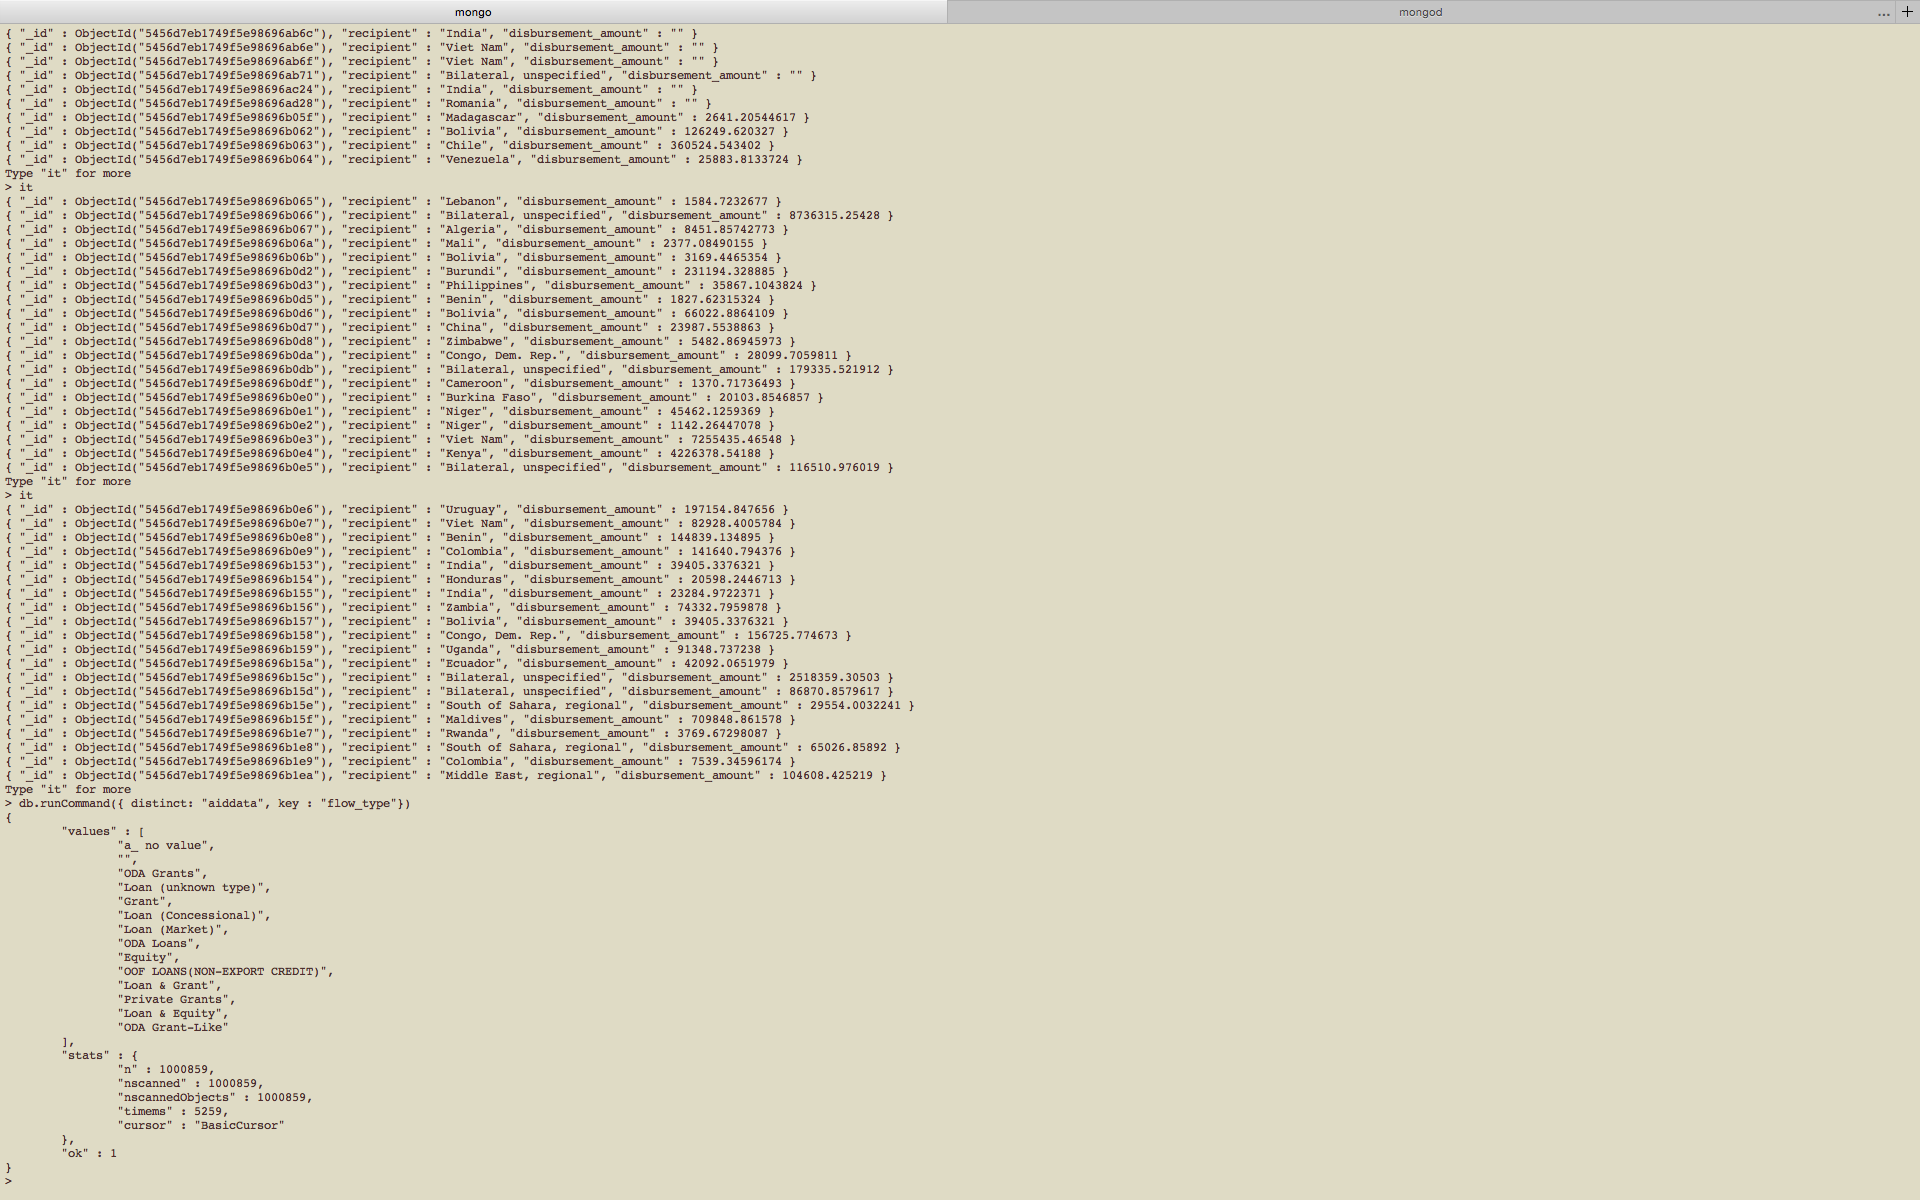 mongo
mongod
... +
{ "_id" : ObjectId("5456d7eb1749f5e98696ab6c"), "recipient" : "India", "disbursement_amount" : "" }
{ "_id" : ObjectId("5456d7eb1749f5e98696ab6e"), "recipient" : "Viet Nam", "disbursement_amount" : "" }
{ "_id" : ObjectId("5456d7eb1749f5e98696ab6f"), "recipient" : "Viet Nam", "disbursement_amount" : "" }
{ "_id" : ObjectId("5456d7eb1749f5e98696ab71"), "recipient" : "Bilateral, unspecified", "disbursement_amount" : "" }
{ "_id" : ObjectId("5456d7eb1749f5e98696ac24"), "recipient" : "India", "disbursement_amount" : "" }
{ "_id" : ObjectId("5456d7eb1749f5e98696ad28"), "recipient" : "Romania", "disbursement_amount" : "" }
{ "_id" : ObjectId("5456d7eb1749f5e98696b05f"), "recipient" : "Madagascar", "disbursement_amount" : 2641.20544617 }
{ "_id" : ObjectId("5456d7eb1749f5e98696b062"), "recipient" : "Bolivia", "disbursement_amount" : 126249.620327 }
{ "_id" : ObjectId("5456d7eb1749f5e98696b063"), "recipient" : "Chile", "disbursement_amount" : 360524.543402 }
{ "_id" : ObjectId("5456d7eb1749f5e98696b064"), "recipient" : "Venezuela", "disbursement_amount" : 25883.8133724 }
Type "it" for more
> it
{ "_id" : ObjectId("5456d7eb1749f5e98696b065"), "recipient" : "Lebanon", "disbursement_amount" : 1584.7232677 }
{ "_id" : ObjectId("5456d7eb1749f5e98696b066"), "recipient" : "Bilateral, unspecified", "disbursement_amount" : 8736315.25428 }
{ "_id" : ObjectId("5456d7eb1749f5e98696b067"), "recipient" : "Algeria", "disbursement_amount" : 8451.85742773 }
{ "_id" : ObjectId("5456d7eb1749f5e98696b06a"), "recipient" : "Mali", "disbursement_amount" : 2377.08490155 }
{ "_id" : ObjectId("5456d7eb1749f5e98696b06b"), "recipient" : "Bolivia", "disbursement_amount" : 3169.4465354 }
{ "_id" : ObjectId("5456d7eb1749f5e98696b0d2"), "recipient" : "Burundi", "disbursement_amount" : 231194.328885 }
{ "_id" : ObjectId("5456d7eb1749f5e98696b0d3"), "recipient" : "Philippines", "disbursement_amount" : 35867.1043824 }
{ "_id" : ObjectId("5456d7eb1749f5e98696b0d5"), "recipient" : "Benin", "disbursement_amount" : 1827.62315324 }
{ "_id" : ObjectId("5456d7eb1749f5e98696b0d6"), "recipient" : "Bolivia", "disbursement_amount" : 66022.8864109 }
{ "_id" : ObjectId("5456d7eb1749f5e98696b0d7"), "recipient" : "China", "disbursement_amount" : 23987.5538863 }
{ "_id" : ObjectId("5456d7eb1749f5e98696b0d8"), "recipient" : "Zimbabwe", "disbursement_amount" : 5482.86945973 }
{ "_id" : ObjectId("5456d7eb1749f5e98696b0da"), "recipient" : "Congo, Dem. Rep.", "disbursement_amount" : 28099.7059811 }
{ "_id" : ObjectId("5456d7eb1749f5e98696b0db"), "recipient" : "Bilateral, unspecified", "disbursement_amount" : 179335.521912 }
{ "_id" : ObjectId("5456d7eb1749f5e98696b0df"), "recipient" : "Cameroon", "disbursement_amount" : 1370.71736493 }
{ "_id" : ObjectId("5456d7eb1749f5e98696b0e0"), "recipient" : "Burkina Faso", "disbursement_amount" : 20103.8546857 }
{ "_id" : ObjectId("5456d7eb1749f5e98696b0e1"), "recipient" : "Niger", "disbursement_amount" : 45462.1259369 }
{ "_id" : ObjectId("5456d7eb1749f5e98696b0e2"), "recipient" : "Niger", "disbursement_amount" : 1142.26447078 }
{ "_id" : ObjectId("5456d7eb1749f5e98696b0e3"), "recipient" : "Viet Nam", "disbursement_amount" : 7255435.46548 }
{ "_id" : ObjectId("5456d7eb1749f5e98696b0e4"), "recipient" : "Kenya", "disbursement_amount" : 4226378.54188 }
{ "_id" : ObjectId("5456d7eb1749f5e98696b0e5"), "recipient" : "Bilateral, unspecified", "disbursement_amount" : 116510.976019 }
Type "it" for more
> it
{ "_id" : ObjectId("5456d7eb1749f5e98696b0e6"), "recipient" : "Uruguay", "disbursement_amount" : 197154.847656 }
{ "_id" : ObjectId("5456d7eb1749f5e98696b0e7"), "recipient" : "Viet Nam", "disbursement_amount" : 82928.4005784 }
{ "_id" : ObjectId("5456d7eb1749f5e98696b0e8"), "recipient" : "Benin", "disbursement_amount" : 144839.134895 }
{ "_id" : ObjectId("5456d7eb1749f5e98696b0e9"), "recipient" : "Colombia", "disbursement_amount" : 141640.794376 }
{ "_id" : ObjectId("5456d7eb1749f5e98696b153"), "recipient" : "India", "disbursement_amount" : 39405.3376321 }
{ "_id" : ObjectId("5456d7eb1749f5e98696b154"), "recipient" : "Honduras", "disbursement_amount" : 20598.2446713 }
{ "_id" : ObjectId("5456d7eb1749f5e98696b155"), "recipient" : "India", "disbursement_amount" : 23284.9722371 }
{ "_id" : ObjectId("5456d7eb1749f5e98696b156"), "recipient" : "Zambia", "disbursement_amount" : 74332.7959878 }
{ "_id" : ObjectId("5456d7eb1749f5e98696b157"), "recipient" : "Bolivia", "disbursement_amount" : 39405.3376321 }
{ "_id" : ObjectId("5456d7eb1749f5e98696b158"), "recipient" : "Congo, Dem. Rep.", "disbursement_amount" : 156725.774673 }
{ "_id" : ObjectId("5456d7eb1749f5e98696b159"), "recipient" : "Uganda", "disbursement_amount" : 91348.737238 }
{ "_id" : ObjectId("5456d7eb1749f5e98696b15a"), "recipient" : "Ecuador", "disbursement_amount" : 42092.0651979 }
{ "_id" : ObjectId("5456d7eb1749f5e98696b15c"), "recipient" : "Bilateral, unspecified", "disbursement_amount" : 2518359.30503 }
{ "_id" : ObjectId("5456d7eb1749f5e98696b15d"), "recipient" : "Bilateral, unspecified", "disbursement_amount" : 86870.8579617 }
{ "_id" : ObjectId("5456d7eb1749f5e98696b15e"), "recipient" : "South of Sahara, regional", "disbursement_amount" : 29554.0032241 }
{ "_id" : ObjectId("5456d7eb1749f5e98696b15f"), "recipient" : "Maldives", "disbursement_amount" : 709848.861578 }
{ "_id" : ObjectId("5456d7eb1749f5e98696b1e7"), "recipient" : "Rwanda", "disbursement_amount" : 3769.67298087 }
{ "_id" : ObjectId("5456d7eb1749f5e98696b1e8"), "recipient" : "South of Sahara, regional", "disbursement_amount" : 65026.85892 }
{ "_id" : ObjectId("5456d7eb1749f5e98696b1e9"), "recipient" : "Colombia", "disbursement_amount" : 7539.34596174 }
{ "_id" : ObjectId("5456d7eb1749f5e98696b1ea"), "recipient" : "Middle East, regional", "disbursement_amount" : 104608.425219 }
Type "it" for more
> db.runCommand({ distinct: "aiddata", key : "flow_type"})
{
"values" : [
"a_ no value",
"",
"ODA Grants",
"Loan (unknown type)",
"Grant",
"Loan (Concessional)",
"Loan (Market)",
"ODA Loans",
"Equity",
"OOF LOANS(NON-EXPORT CREDIT)",
"Loan & Grant",
"Private Grants",
"Loan & Equity",
"ODA Grant-Like"
],
"stats" : {
"n" : 1000859,
"nscanned" : 1000859,
"nscannedObjects" : 1000859,
"timems" : 5259,
"cursor" : "BasicCursor"
},
"ok" : 1
}
>